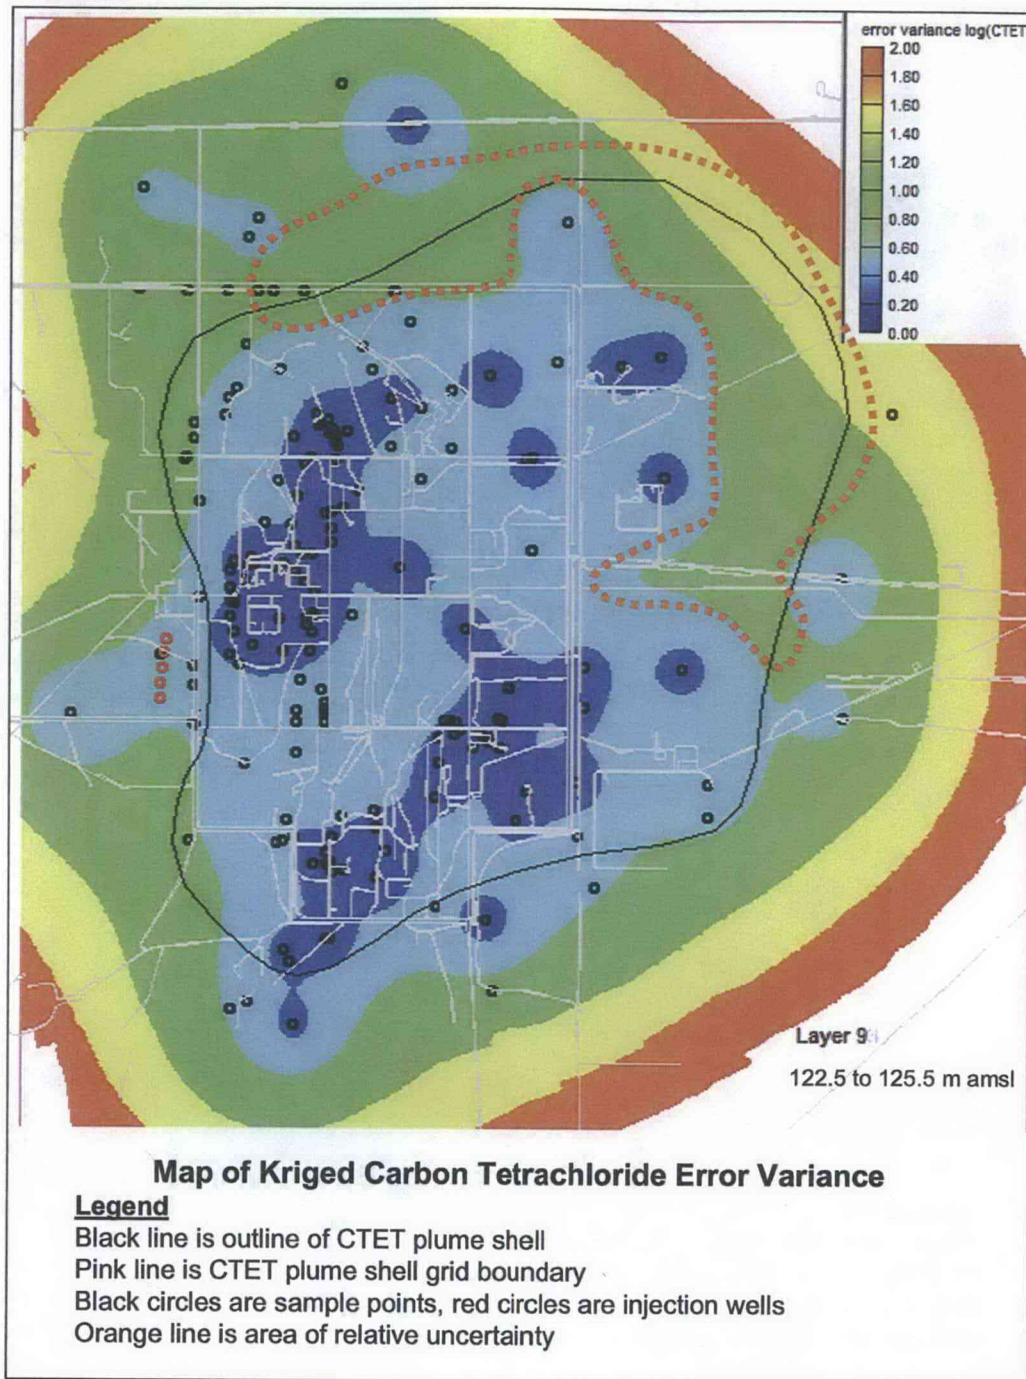 error variance log(CTET
2.00
1.80
1.60
1.40
1.20
1.00
0.80
0.60
0.40
0.20
0.00
Layer 9
122.5 to 125.5 m amsl
Map of Kriged Carbon Tetrachloride Error Variance
Legend
Black line is outline of CTET plume shell
Pink line is CTET plume shell grid boundary
Black circles are sample points, red circles are injection wells
Orange line is area of relative uncertainty